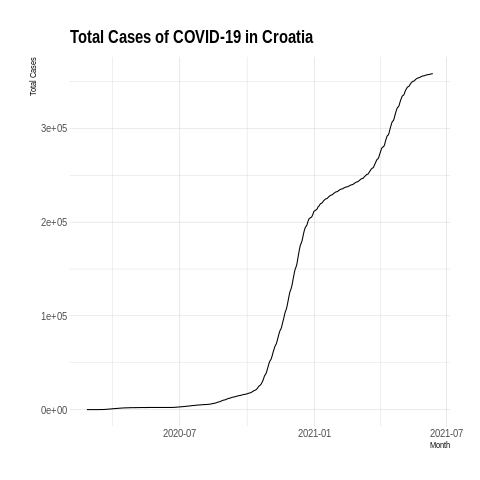 Total Cases of COVID-19 in Croatia
Total Cases
3e+05
2e+05
1e+05
0e+00
2020-07
2021-01
2021-07
Month